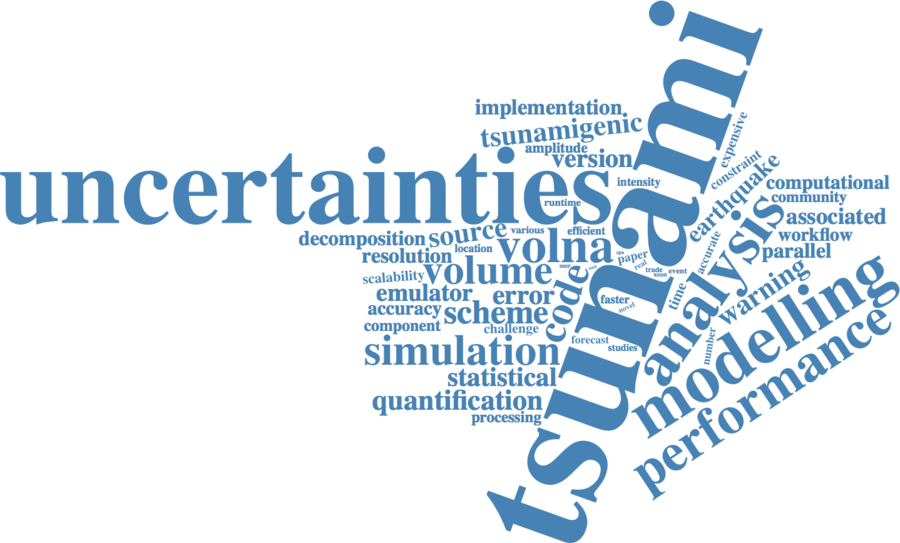 implementation
tsunamigenic
amplitude
version
uncertainties
intensity
runtime
tsunami
expensive
constraint
earthquake
computational
community
associated
workflow
parallel
decomposition
source
various
efficient
location
volna
resolution
scalability
volume
paper
real
trade
xeon
event
accurate
analysis
time
warning
emulator
error
code
faster
novel
accuracy
scheme
component
challenge
forecast
studies
number
modelling
simulation
statistical
quantification
processing
performance